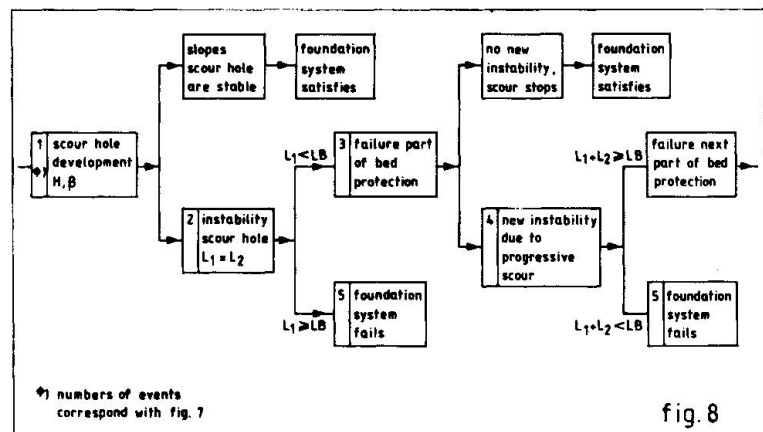 slopes
scour hole
are stable
foundation
system
satisfies
no new
instability,
scour stops
foundation
system
satisfies
1
*)
scour hole
development
H,β
L₁<LB
3
failure part
of bed
protection
L₁+L₂⩾LB
failure next
part of bed
protection
2
instability
scour hole
L₁=L₂
4
new instability
due to
progressive
scour
L₁⩾LB
5
foundation
system
fails
L₁+L₂<LB
5
foundation
system
fails
*) numbers of events
correspond with fig. 7
fig. 8